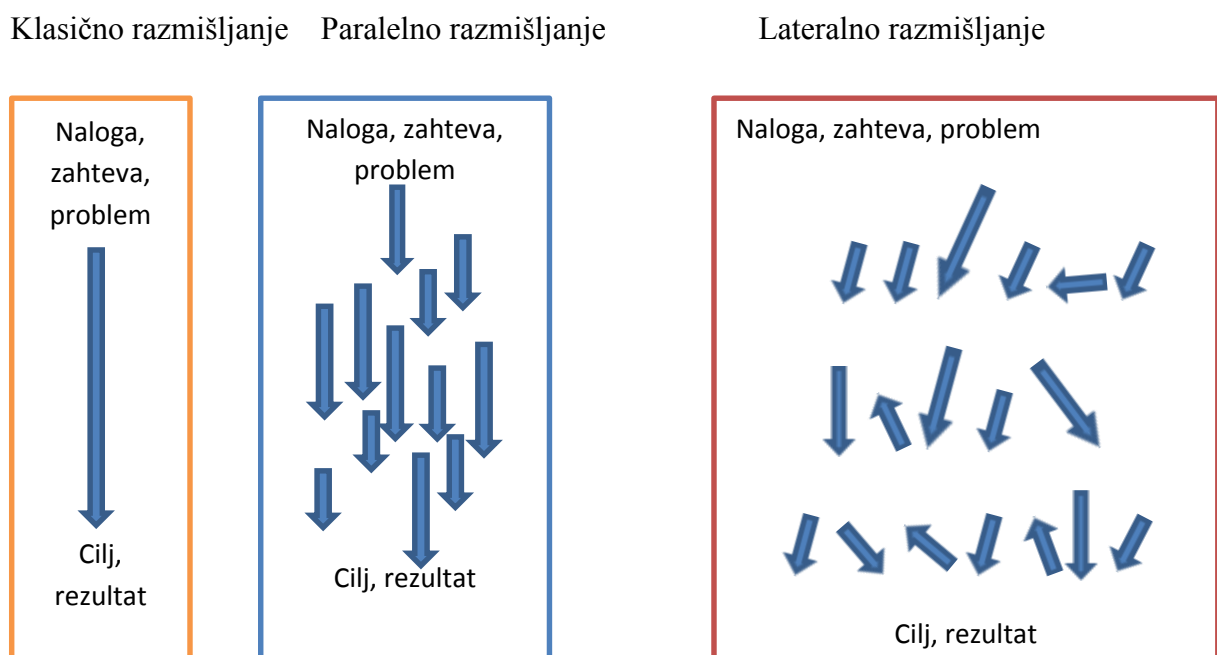 Klasično razmišljanje Paralelno razmišljanje Lateralno razmišljanje
Naloga,
zahteva,
problem
Cilj,
rezultat
Naloga, zahteva,
problem
Cilj, rezultat
Naloga, zahteva, problem
Cilj, rezultat